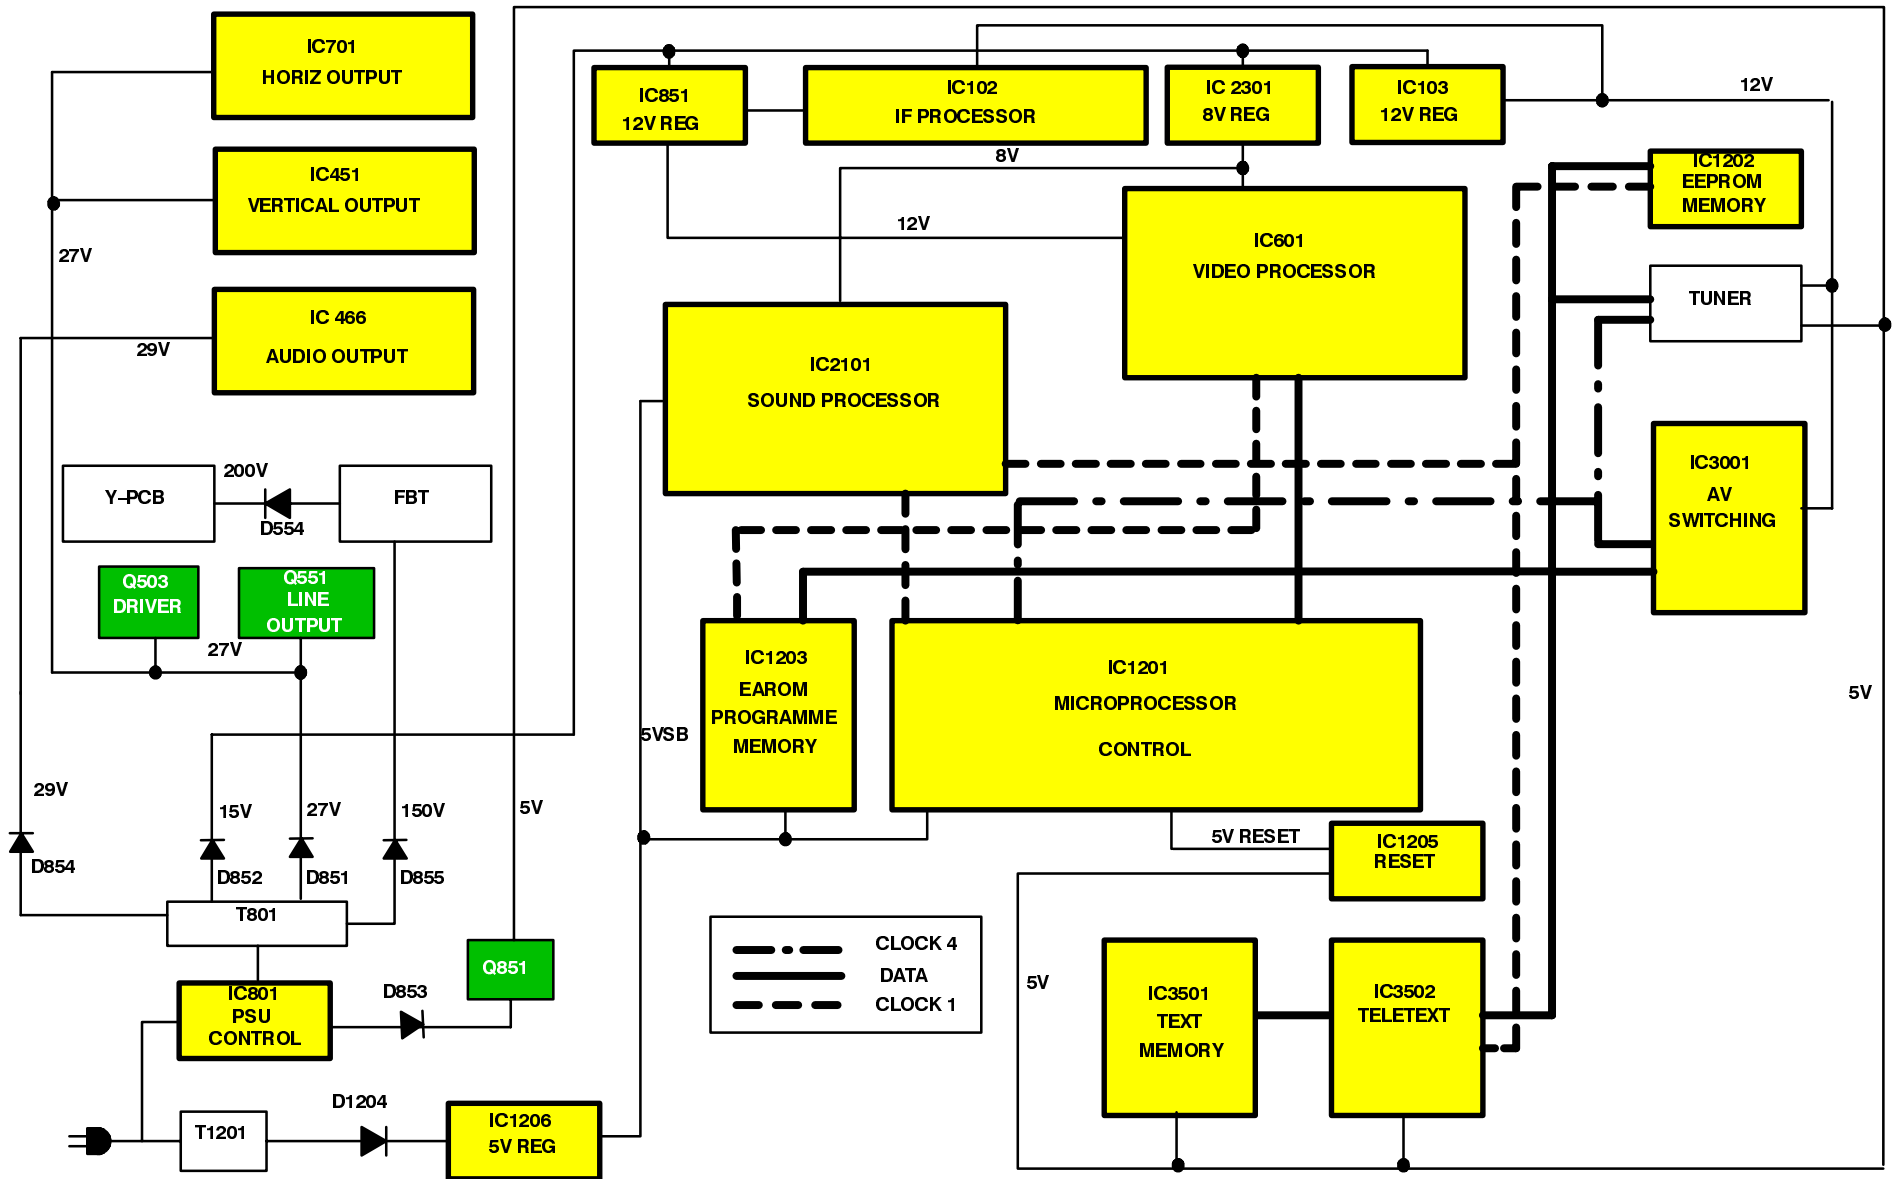 IC701
HORIZ OUTPUT
IC451
VERTICAL OUTPUT
27V
IC 466
AUDIO OUTPUT
29V
Y–PCB
200V
D554
FBT
Q503
DRIVER
Q551
LINE
OUTPUT
27V
29V
15V
27V
150V
5V
D854
D852
D851
D855
T801
IC801
PSU
CONTROL
D853
Q851
T1201
D1204
IC1206
5V REG
IC851
12V REG
IC102
IF PROCESSOR
IC 2301
8V REG
IC103
12V REG
12V
8V
12V
IC1202
EEPROM
MEMORY
IC601
VIDEO PROCESSOR
TUNER
IC2101
SOUND PROCESSOR
IC3001
AV
SWITCHING
IC1203
EAROM
PROGRAMME
MEMORY
5VSB
IC1201
MICROPROCESSOR
CONTROL
5V
5V RESET
IC1205
RESET
CLOCK 4
DATA
CLOCK 1
5V
IC3501
TEXT
MEMORY
IC3502
TELETEXT